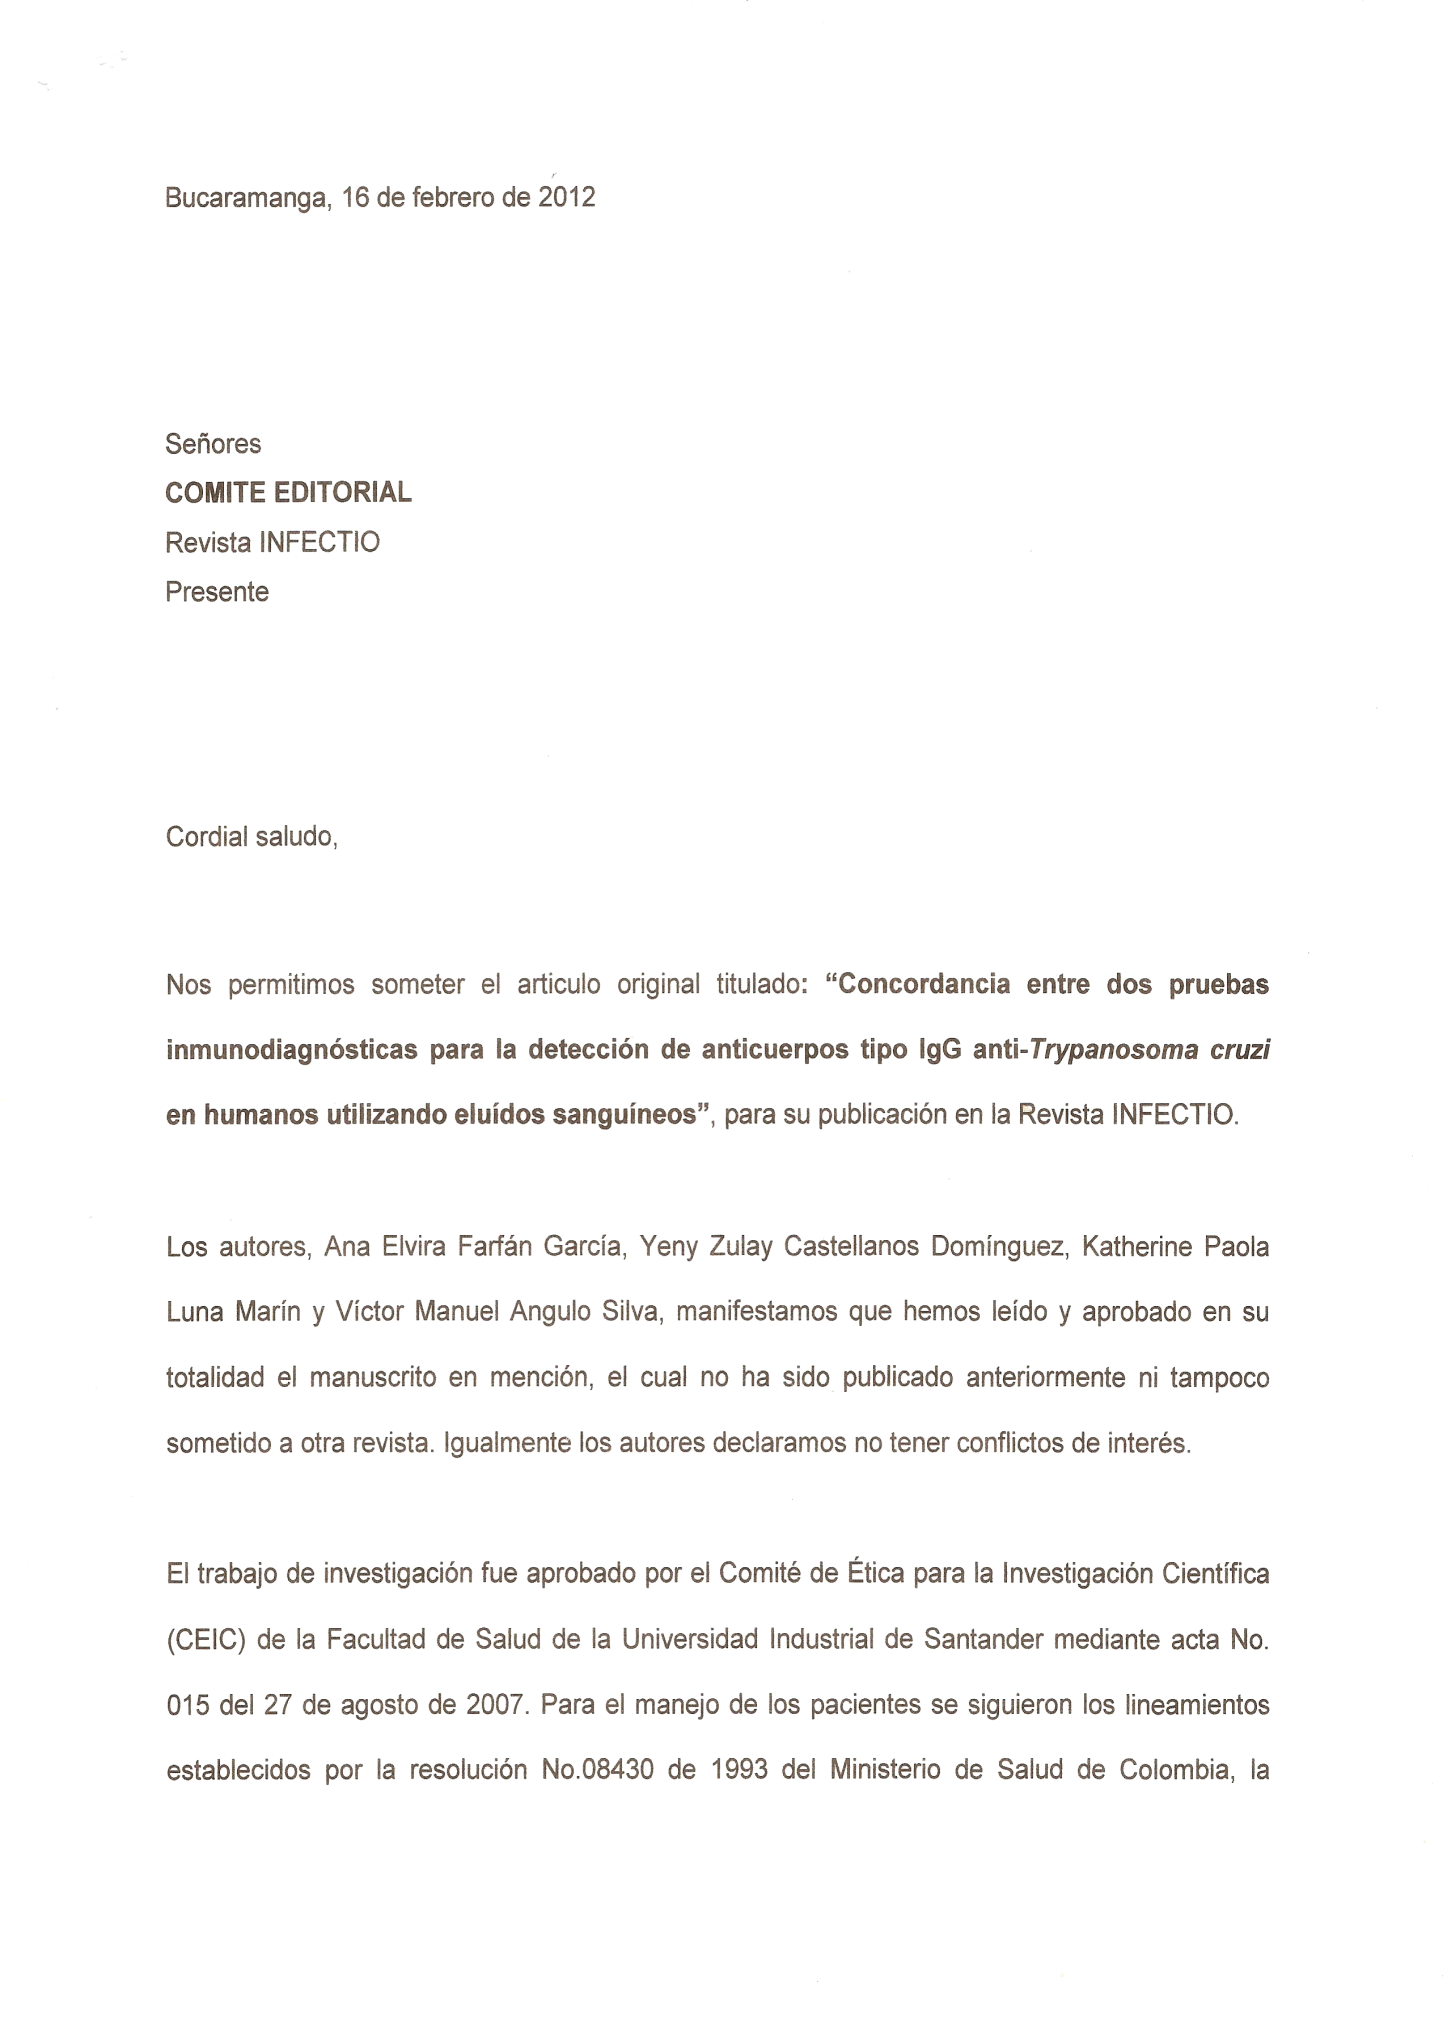 Bucaramanga, 16 de febrero de 2012
Señores
COMITE EDITORIAL
Revista INFECTIO
Presente
Cordial saludo,
Nos permitimos someter el articulo original titulado: “Concordancia entre dos pruebas
inmunodiagnósticas para la detección de anticuerpos tipo IgG anti-Trypanosoma cruzi
en humanos utilizando eluídos sanguíneos”, para su publicación en la Revista INFECTIO.
Los autores, Ana Elvira Farfán García, Yeny Zulay Castellanos Domínguez, Katherine Paola
Luna Marín y Víctor Manuel Angulo Silva, manifestamos que hemos leído y aprobado en su
totalidad el manuscrito en mención, el cual no ha sido publicado anteriormente ni tampoco
sometido a otra revista. Igualmente los autores declaramos no tener conflictos de interés.
El trabajo de investigación fue aprobado por el Comité de Ética para la Investigación Científica
(CEIC) de la Facultad de Salud de la Universidad Industrial de Santander mediante acta No.
015 del 27 de agosto de 2007. Para el manejo de los pacientes se siguieron los lineamientos
establecidos por la resolución No.08430 de 1993 del Ministerio de Salud de Colombia, la